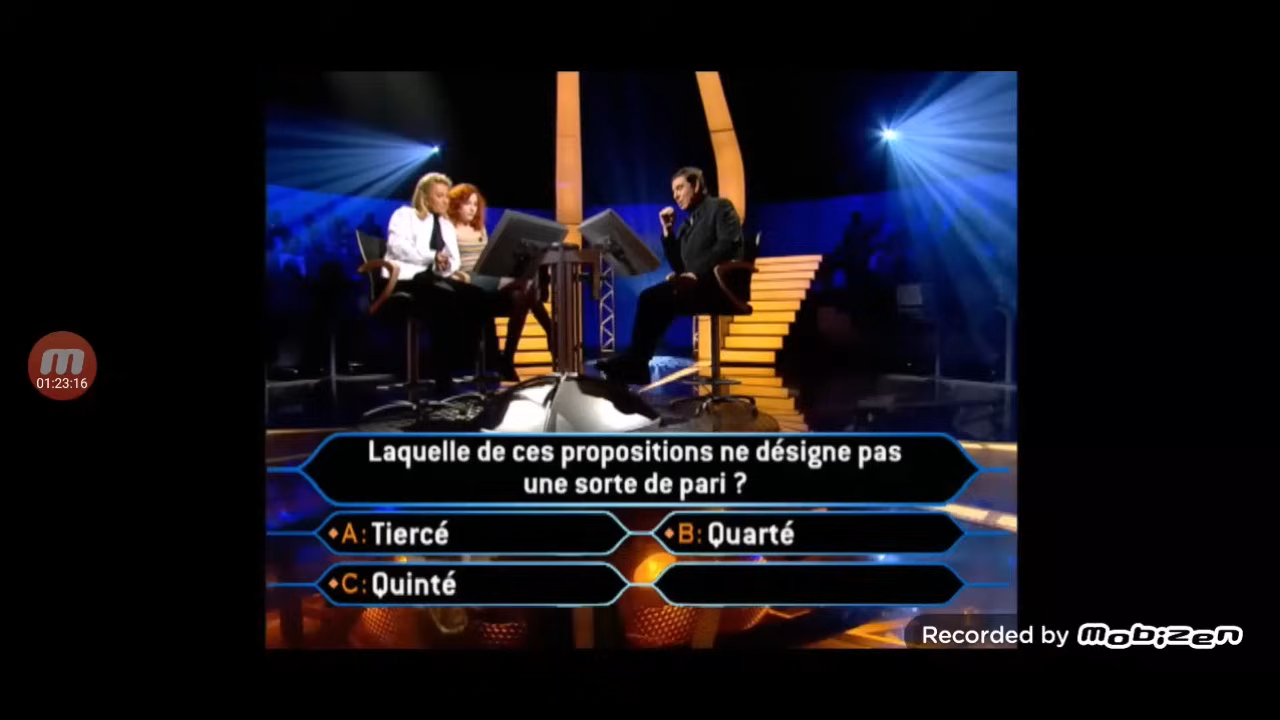 Laquelle de ces propositions ne désigne pas
une sorte de pari ?
A: Tiercé
B: Quarté
C: Quinté
01:23:16
Recorded by mobizen